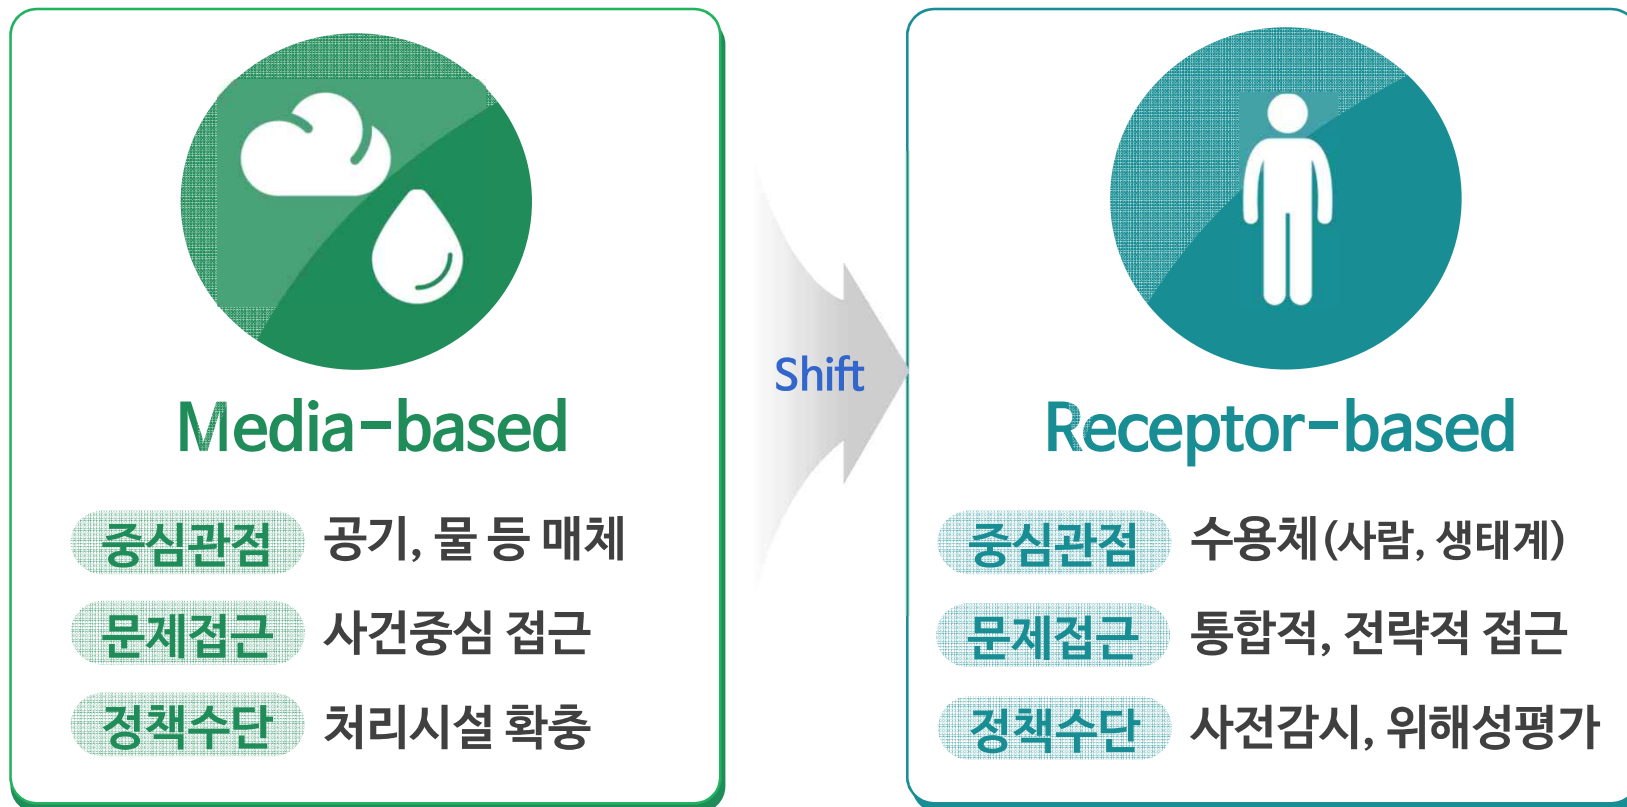 Media-based
중심관점 공기, 물 등 매체
문제접근 사건중심 접근
정책수단 처리시설 확충
Shift
Receptor-based
중심관점 수용체(사람, 생태계)
문제접근 통합적, 전략적 접근
정책수단 사전감시, 위해성평가